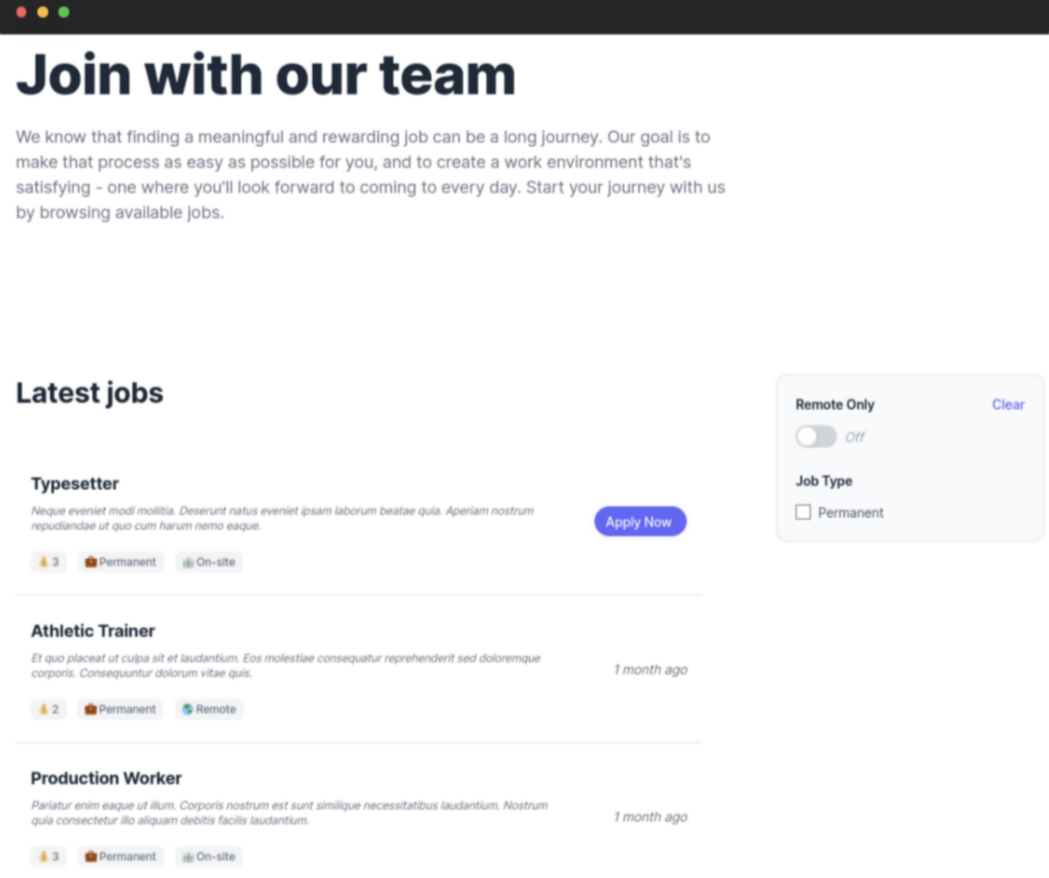 Join with our team
We know that finding a meaningful and rewarding job can be a long journey. Our goal is to
make that process as easy as possible for you, and to create a work environment that's
satisfying - one where you'll look forward to coming to every day. Start your journey with us
by browsing available jobs.
Latest jobs
Remote Only
Clear
Off
Job Type
Permanent
Typesetter
Neque eveniet modi mollitia. Deserunt natus eveniet ipsam laborum beatae quia. Aperiam nostrum
repudiandae ut quo cum harum nemo eaque.
Apply Now
3 Permanent On-site
Athletic Trainer
Et quo placeat ut culpa sit et laudantium. Eos molestiae consequatur reprehenderit sed doloremque
corporis. Consequuntur dolorum vitae quis.
1 month ago
2 Permanent Remote
Production Worker
Pariatur enim eaque ut illum. Corporis nostrum est sunt similique necessitatibus laudantium. Nostrum
quia consectetur illo aliquam debitis facilis laudantium.
1 month ago
3 Permanent On-site